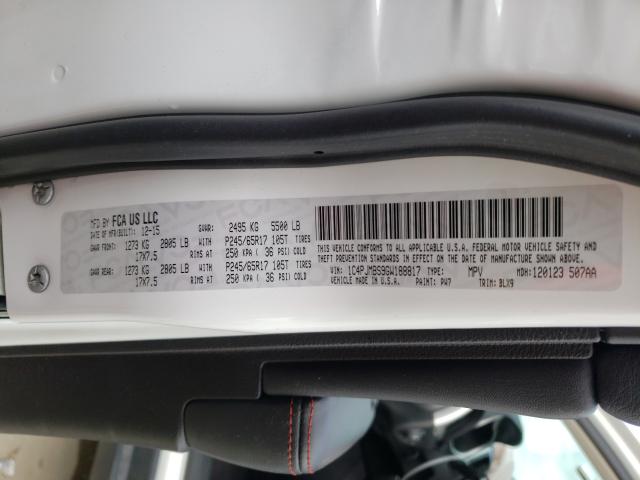 MFD BY FCA US LLC
DATE OF MFR(BUILT): 12-15
GVWR: 2495 KG 5500 LB
GAWR FRONT: 1273 KG 2805 LB WITH P245/65R17 105T TIRES
17X7.5 RIMS AT 250 KPA ( 36 PSI) COLD
GAWR REAR: 1273 KG 2805 LB WITH P245/65R17 105T TIRES
17X7.5 RIMS AT 250 KPA ( 36 PSI) COLD
THIS VEHICLE CONFORMS TO ALL APPLICABLE U.S.A. FEDERAL MOTOR VEHICLE SAFETY
THEFT PREVENTION STANDARDS IN EFFECT ON THE DATE OF MANUFACTURE SHOWN ABOVE.
VIN: 1C4PJMBS9GW188817 TYPE: MPV MDH: 120123 507AA
VEHICLE MADE IN U.S.A. PAINT: PW7 TRIM: BLX9